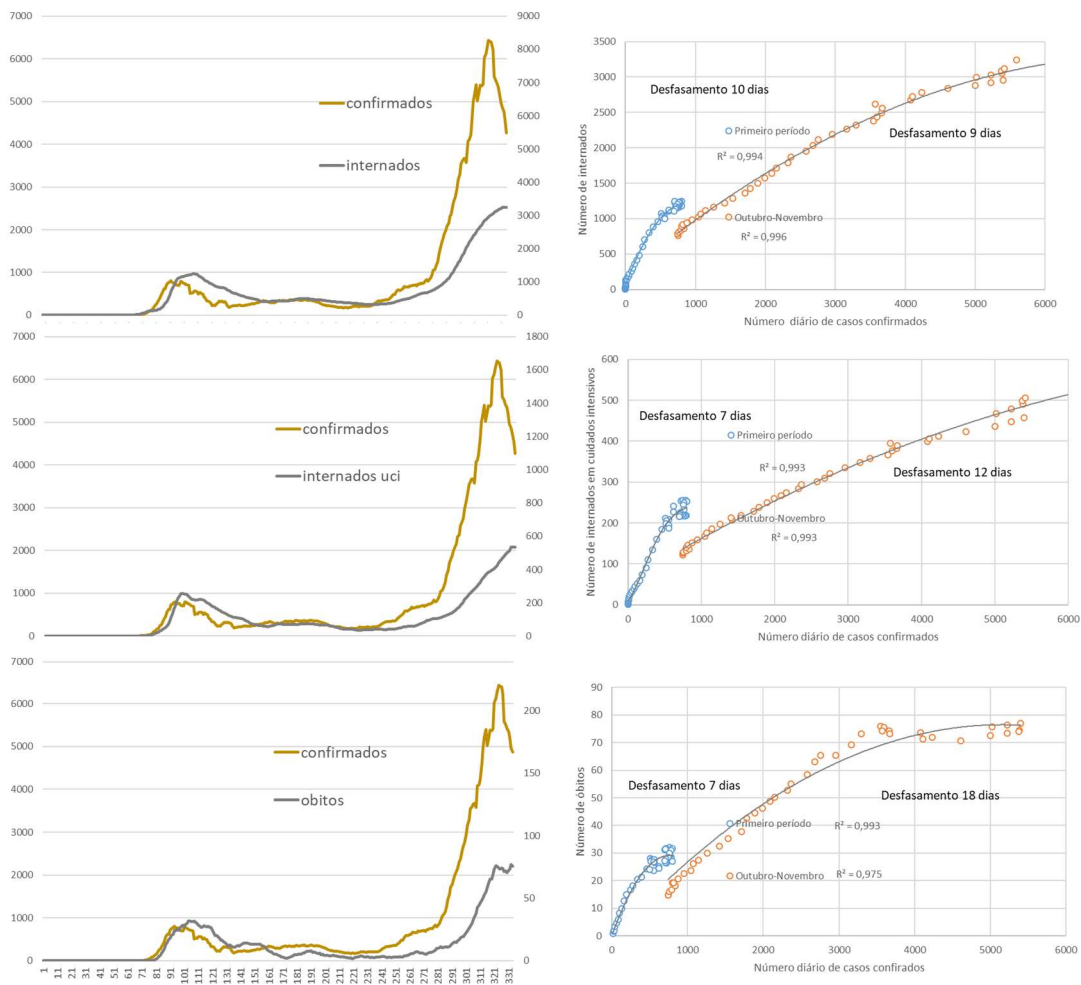 7000
6000
5000
4000
3000
2000
1000
0
9000
8000
7000
6000
5000
4000
3000
2000
1000
0
confirmados
internados
3500
3000
2500
2000
1500
1000
500
0
0 1000 2000 3000 4000 5000 6000
Número de internados
Número diário de casos confirmados
Desfasamento 10 dias
Primeiro período
Desfasamento 9 dias
R² = 0,994
Outubro-Novembro
R² = 0,996
7000
6000
5000
4000
3000
2000
1000
0
1800
1600
1400
1200
1000
800
600
400
200
0
confirmados
internados uci
600
500
400
300
200
100
0
0 1000 2000 3000 4000 5000 6000
Número de internados em cuidados intensivos
Número diário de casos confirmados
Desfasamento 7 dias
Primeiro período
R² = 0,993
Desfasamento 12 dias
Outubro-Novembro
R² = 0,993
7000
6000
5000
4000
3000
2000
1000
0
200
150
100
50
0
confirmados
obitos
1 11 21 31 41 51 61 71 81 91 101 111 121 131 141 151 161 171 181 191 201 211 221 231 241 251 261 271 281 291 301 311 321 331
90
80
70
60
50
40
30
20
10
0
0 1000 2000 3000 4000 5000 6000
Número de óbitos
Número diário de casos confirados
Desfasamento 7 dias
Desfasamento 18 dias
Primeiro período
R² = 0,993
Outubro-Novembro
R² = 0,975